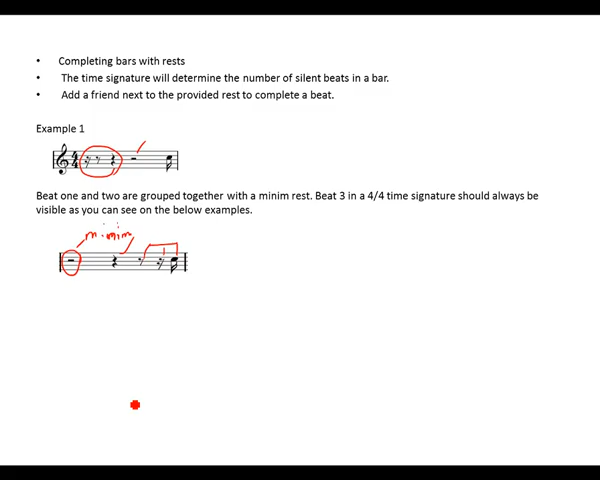 • Completing bars with rests
• The time signature will determine the number of silent beats in a bar.
• Add a friend next to the provided rest to complete a beat.
Example 1
4
4
Beat one and two are grouped together with a minim rest. Beat 3 in a 4/4 time signature should always be
visible as you can see on the below examples.
minim